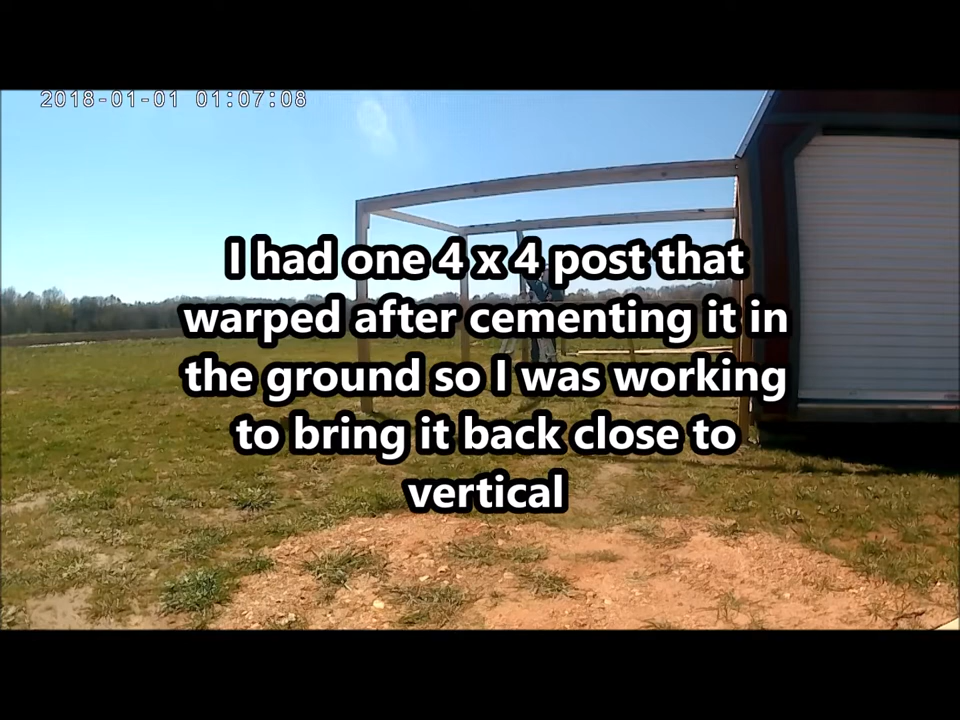 2018-01-01 01:07:08
I had one 4 x 4 post that
warped after cementing it in
the ground so I was working
to bring it back close to
vertical